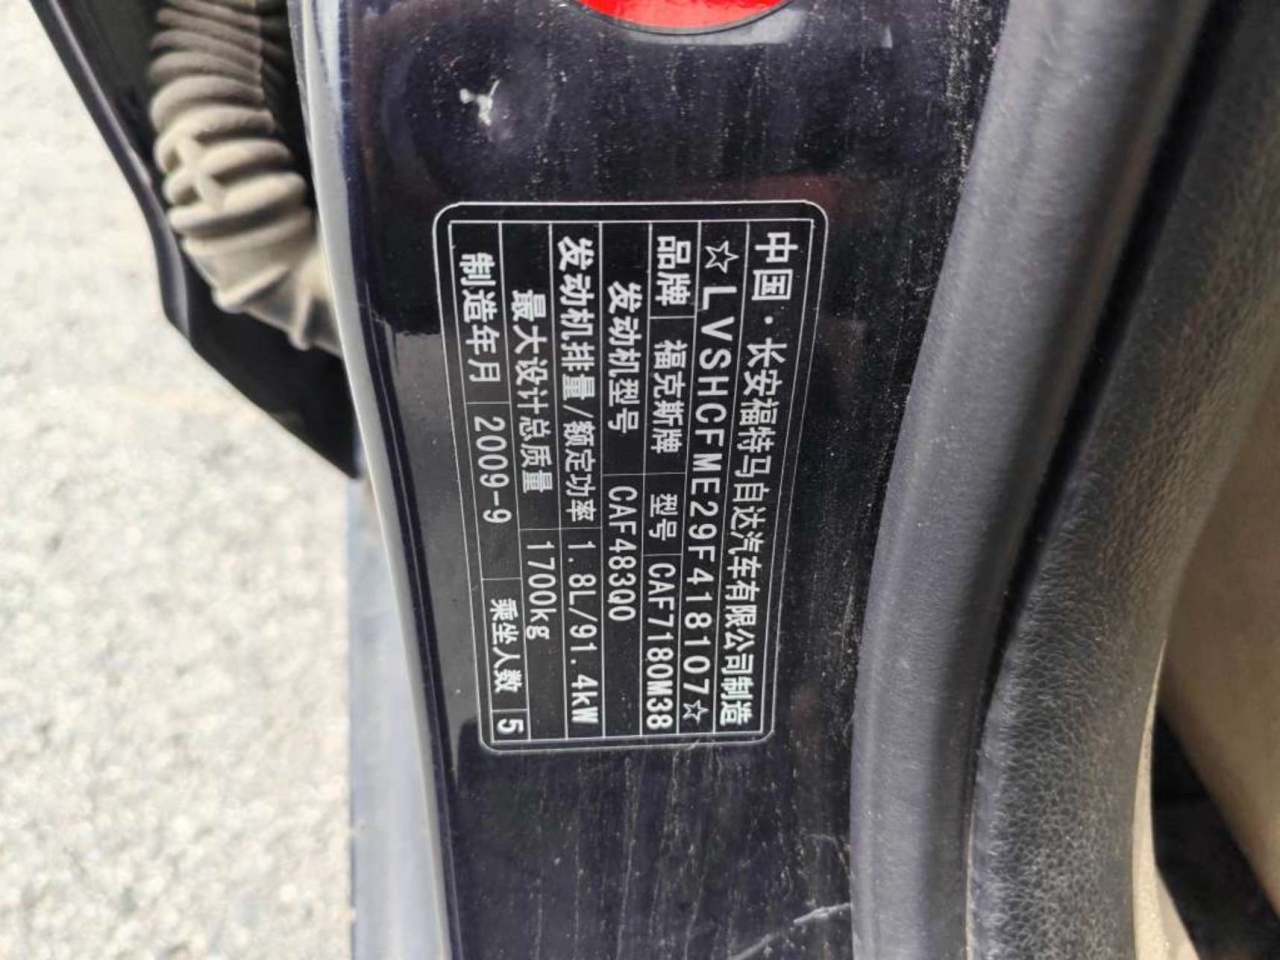 中国·长安福特马自达汽车有限公司制造
☆LVSHCFME29F418107☆
品牌 福克斯牌 型号 CAF7180M38
发动机型号 CAF483Q0
发动机排量/额定功率 1.8L/91.4kW
最大设计总质量 1700kg
制造年月 2009-9 乘坐人数 5